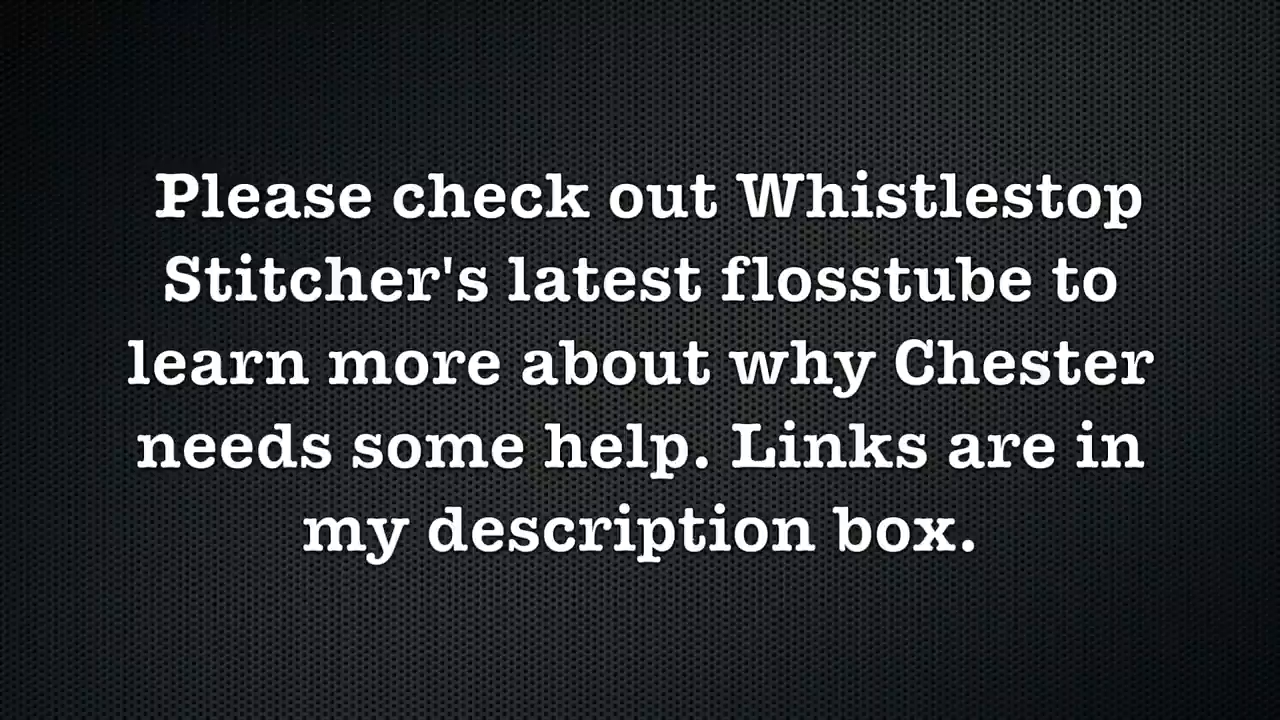 Please check out Whistlestop
Stitcher's latest flosstube to
learn more about why Chester
needs some help. Links are in
my description box.